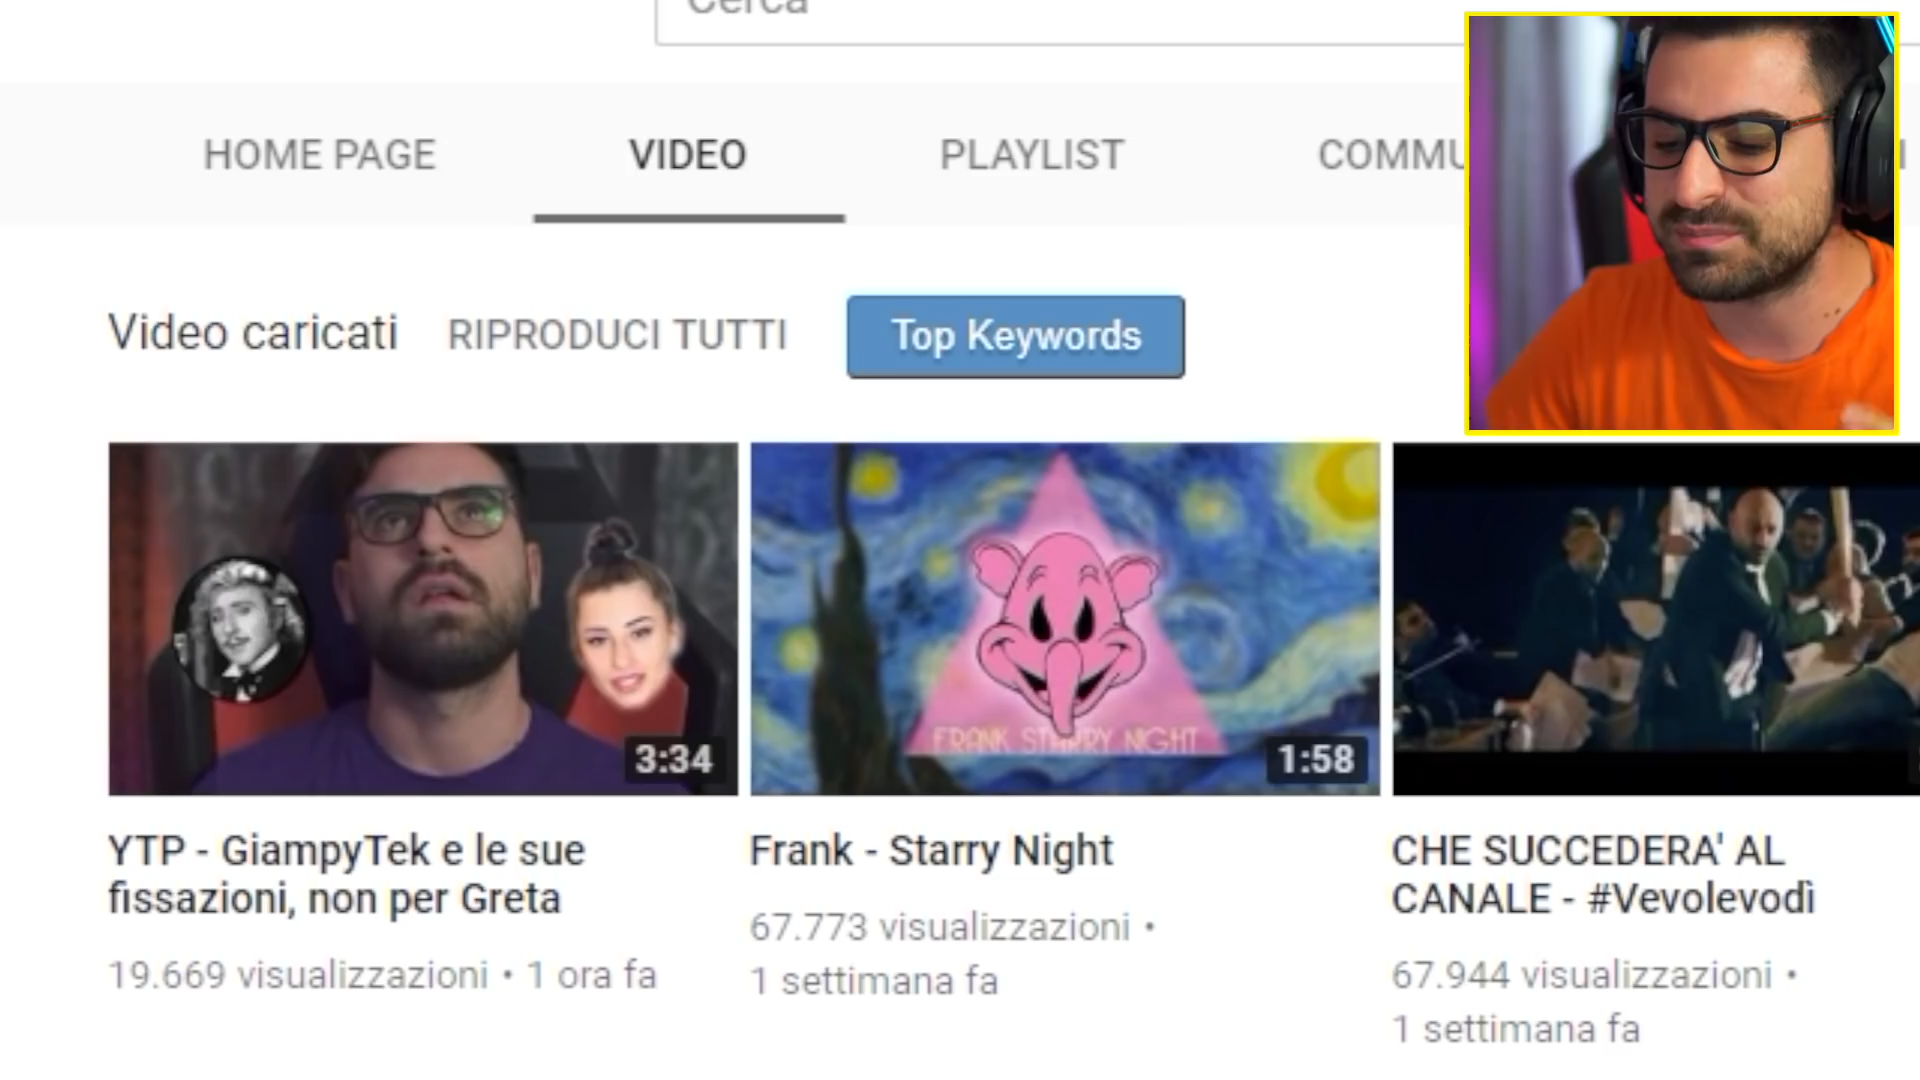 Cerca
HOME PAGE
VIDEO
PLAYLIST
COMMU
Video caricati
RIPRODUCI TUTTI
Top Keywords
3:34
FRANK STARRY NIGHT
1:58
YTP - GiampyTek e le sue
fissazioni, non per Greta
19.669 visualizzazioni • 1 ora fa
Frank - Starry Night
67.773 visualizzazioni •
1 settimana fa
CHE SUCCEDERA' AL
CANALE - #Vevolevodì
67.944 visualizzazioni •
1 settimana fa